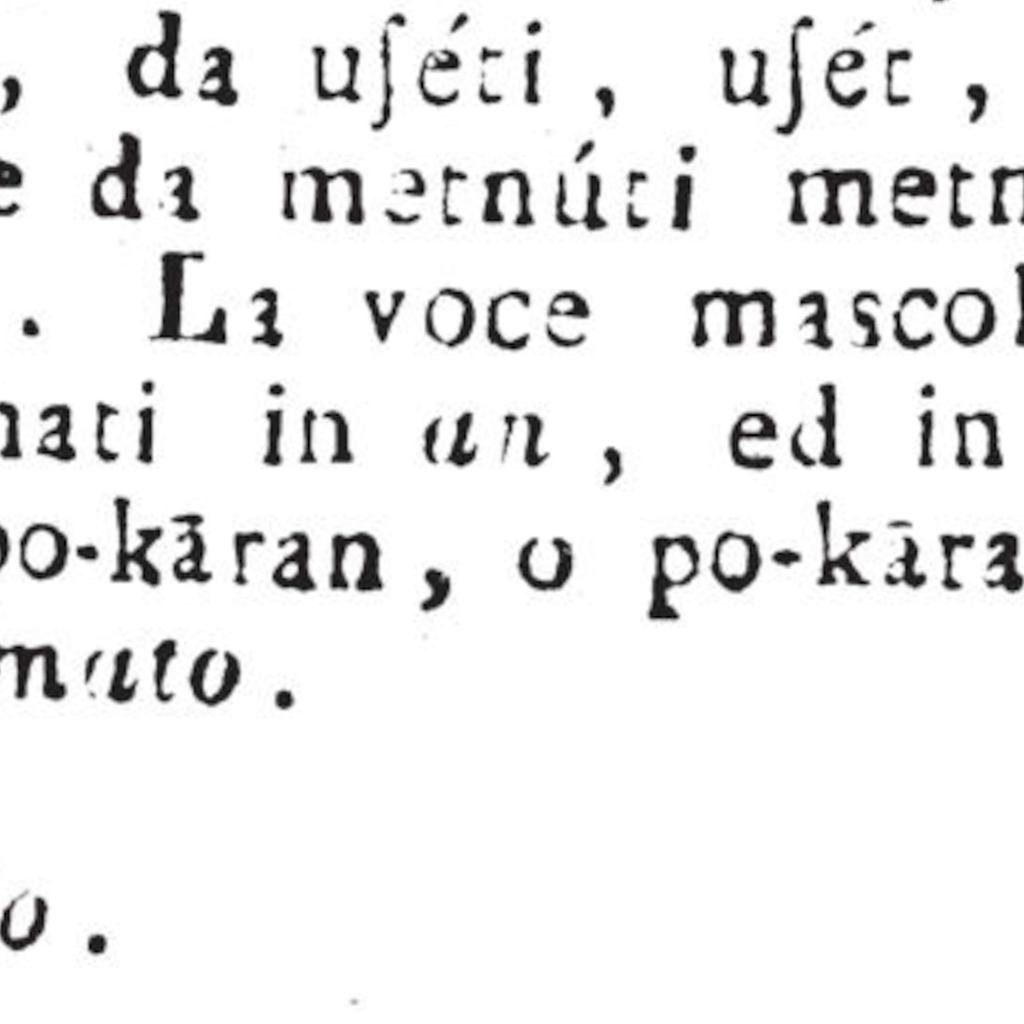 , da uſéti , uſét ,
e da metnúti metn
. La voce mascol
nati in an , ed in
po-kāran, o po-kāra
mato .
o .